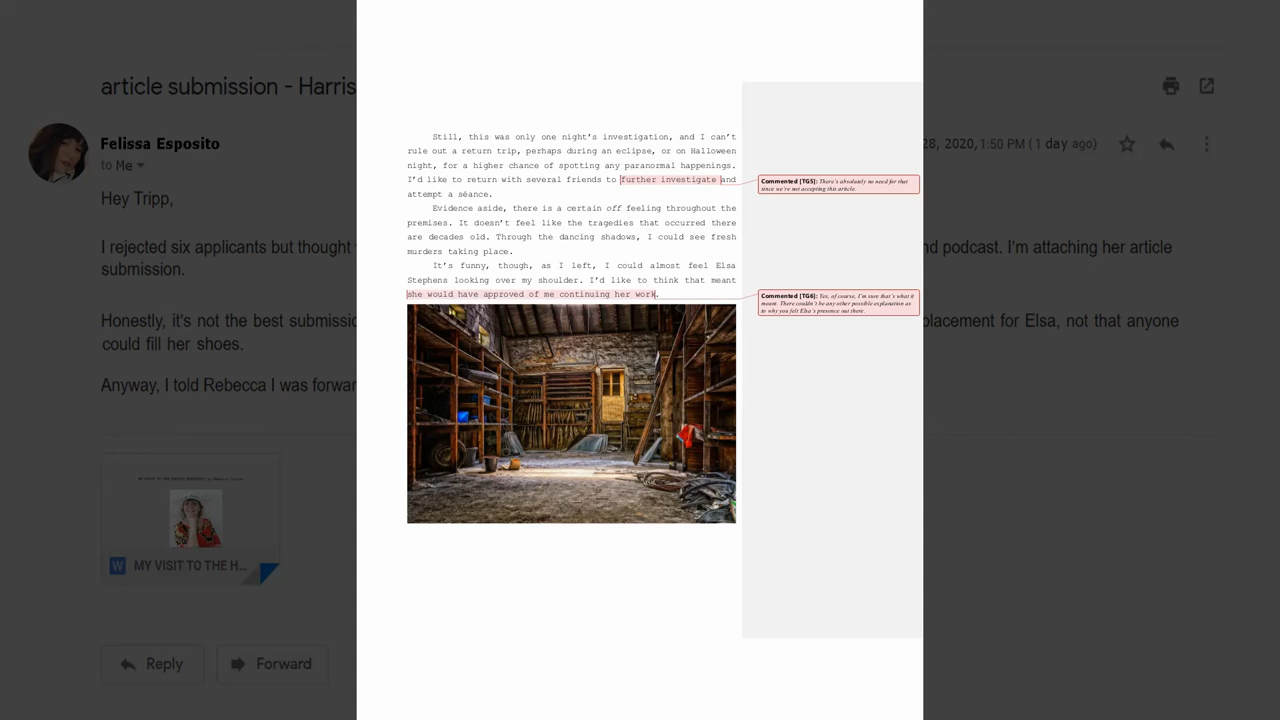 article submission - Harris
Felissa Esposito
to Me
28, 2020, 1:50 PM (1 day ago)
Hey Tripp,
I rejected six applicants but thought
nd podcast. I'm attaching her article
submission.
Honestly, it's not the best submissio
placement for Elsa, not that anyone
could fill her shoes.
Anyway, I told Rebecca I was forwar
MY VISIT TO THE H...
Reply
Forward
Still, this was only one night's investigation, and I can't
rule out a return trip, perhaps during an eclipse, or on Halloween
night, for a higher chance of spotting any paranormal happenings.
I'd like to return with several friends to further investigate and
attempt a séance.
Evidence aside, there is a certain off feeling throughout the
premises. It doesn't feel like the tragedies that occurred there
are decades old. Through the dancing shadows, I could see fresh
murders taking place.
It's funny, though, as I left, I could almost feel Elsa
Stephens looking over my shoulder. I'd like to think that meant
she would have approved of me continuing her work.
Commented [TG5]: There's absolutely no need for that
since we're not accepting this article.
Commented [TG6]: Yes, of course, I'm sure that's what it
meant. There couldn't be any other possible explanation as
to why you felt Elsa's presence out there.